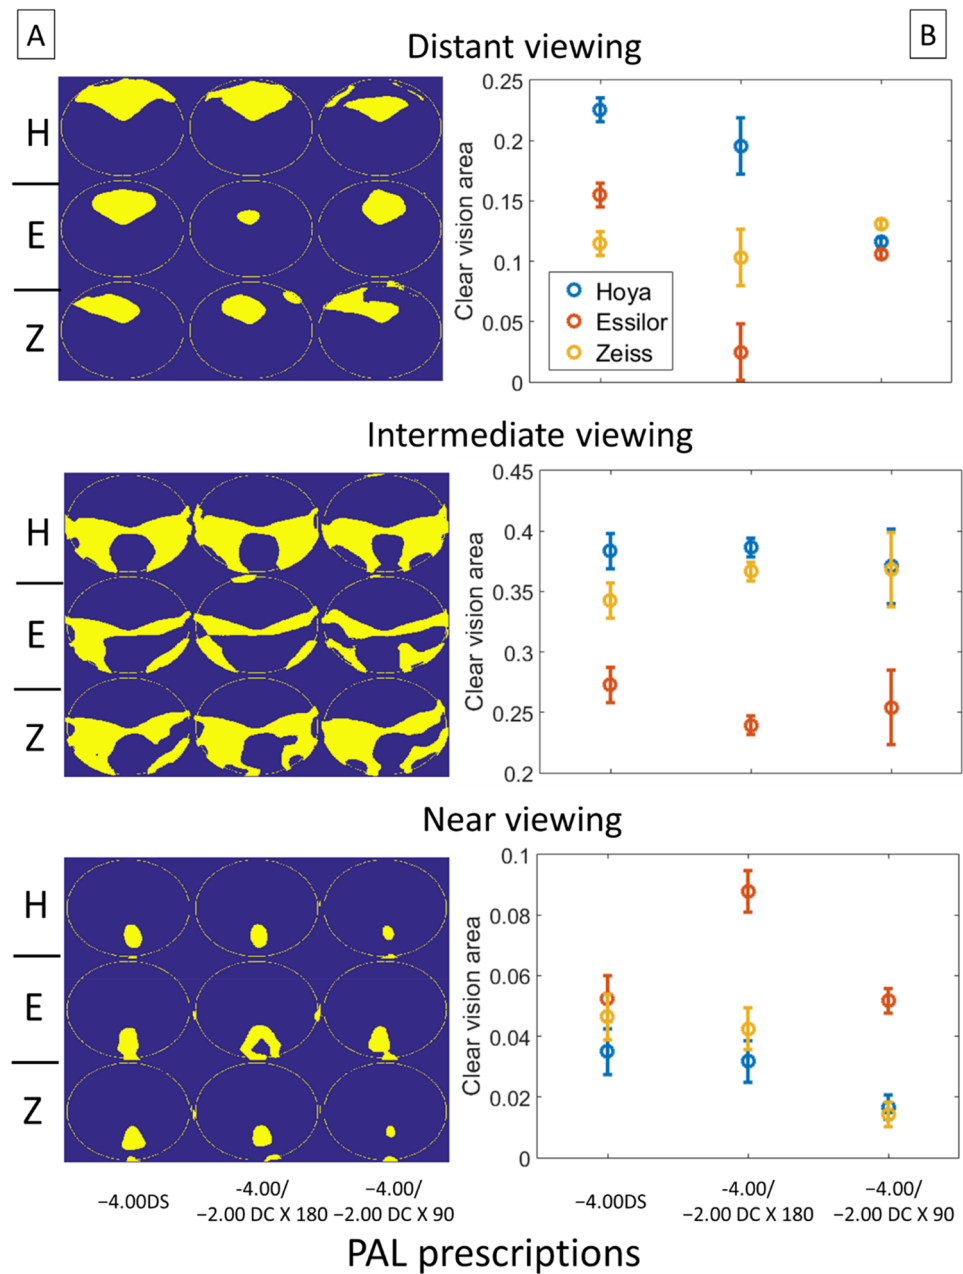 A
B
Distant viewing
H
E
Z
0.25
0.2
0.15
0.1
0.05
0
Clear vision area
Hoya
Essilor
Zeiss
Intermediate viewing
H
E
Z
0.45
0.4
0.35
0.3
0.25
0.2
Clear vision area
Near viewing
H
E
Z
0.1
0.08
0.06
0.04
0.02
0
Clear vision area
−4.00DS
-4.00/
−2.00 DC X 180
-4.00/
−2.00 DC X 90
−4.00DS
-4.00/
−2.00 DC X 180
-4.00/
−2.00 DC X 90
PAL prescriptions